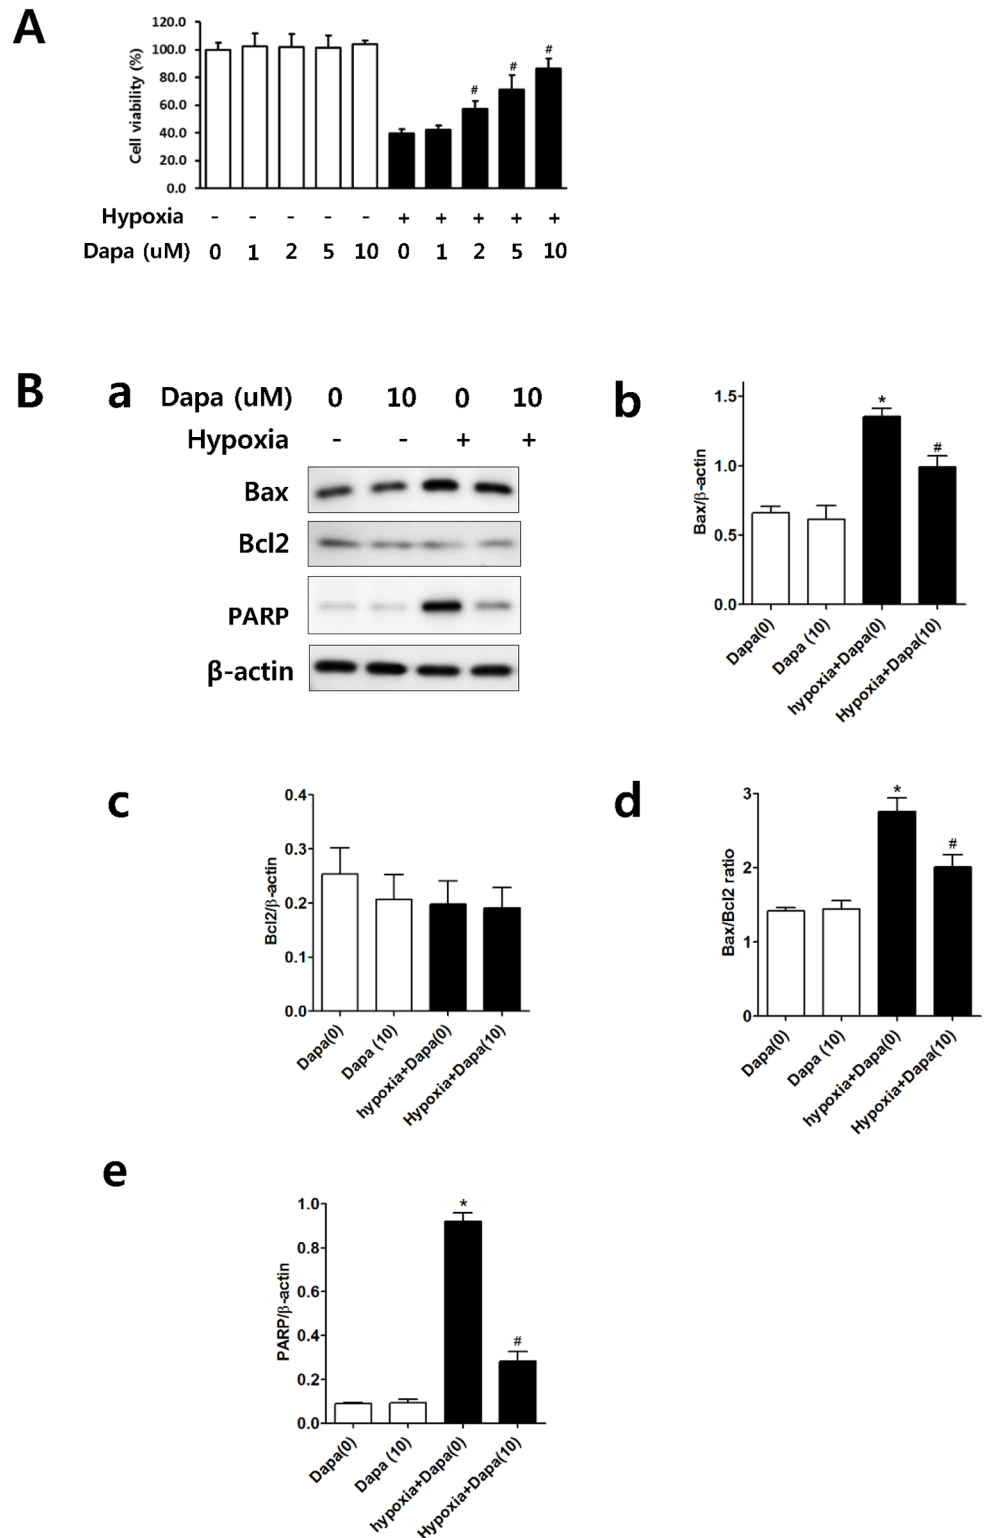 A
Cell viability (%)
120.0
100.0
80.0
60.0
40.0
20.0
0.0
# # #
Hypoxia - - - - - + + + + +
Dapa (uM) 0 1 2 5 10 0 1 2 5 10
B
a
Dapa (uM) 0 10 0 10
Hypoxia - - + +
Bax
Bcl2
PARP
β-actin
b
Bax/β-actin
1.5
1.0
0.5
0.0
* #
Dapa(0)
Dapa (10)
hypoxia+Dapa(0)
Hypoxia+Dapa(10)
c
Bcl2/β-actin
0.4
0.3
0.2
0.1
0.0
Dapa(0)
Dapa (10)
hypoxia+Dapa(0)
Hypoxia+Dapa(10)
d
Bax/Bcl2 ratio
3
2
1
0
* #
Dapa(0)
Dapa (10)
hypoxia+Dapa(0)
Hypoxia+Dapa(10)
e
PARP/β-actin
1.0
0.8
0.6
0.4
0.2
0.0
* #
Dapa(0)
Dapa (10)
hypoxia+Dapa(0)
Hypoxia+Dapa(10)